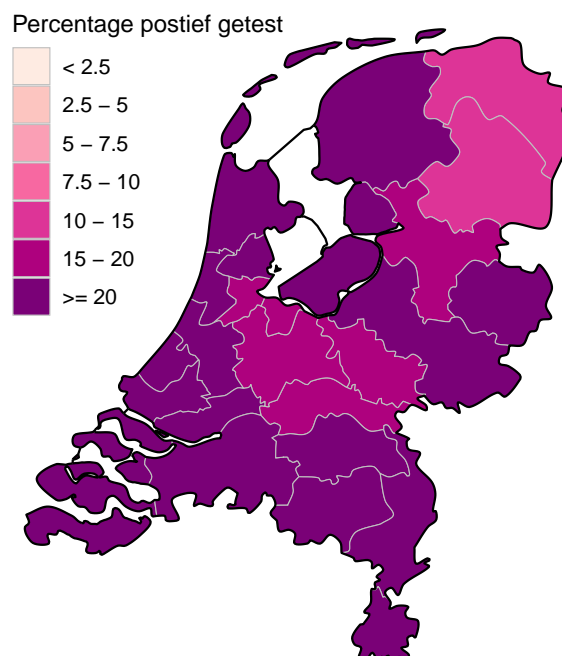 Percentage postief getest
< 2.5
2.5 – 5
5 – 7.5
7.5 – 10
10 – 15
15 – 20
>= 20